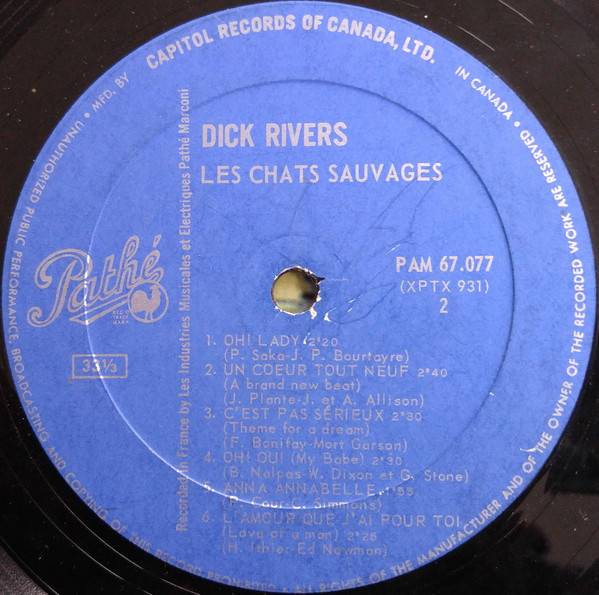 MFD. BY CAPITOL RECORDS OF CANADA, LTD. IN CANADA • UNAUTHORIZED PUBLIC PERFORMANCE, BROADCASTING AND COPYING OF THIS RECORD PROHIBITED • ALL RIGHTS OF THE MANUFACTURER AND OF THE OWNER OF THE RECORDED WORK ARE RESERVED •
Recorded in France by Les Industries Musicales et Electriques Pathé Marconi
DICK RIVERS
LES CHATS SAUVAGES
Pathé
33⅓
PAM 67.077
(XPTX 931)
2
1. OH! LADY 2'20
(P. Saka-J. P. Bourtayre)
2. UN COEUR TOUT NEUF 2'40
(A brand new beat)
(J. Plante-J. et A. Allison)
3. C'EST PAS SÉRIEUX 2'30
(Theme for a dream)
(F. Bonifay-Mort Garson)
4. OH! OUI (My Babe) 2'30
(B. Nalpas-W. Dixon et G. Stone)
5. ANNA ANNABELLE 1'55
(P. Cour-L. Simmons)
6. L'AMOUR QUE J'AI POUR TOI
(Love of a man) 2'25
(H. Ithier-Ed Newman)